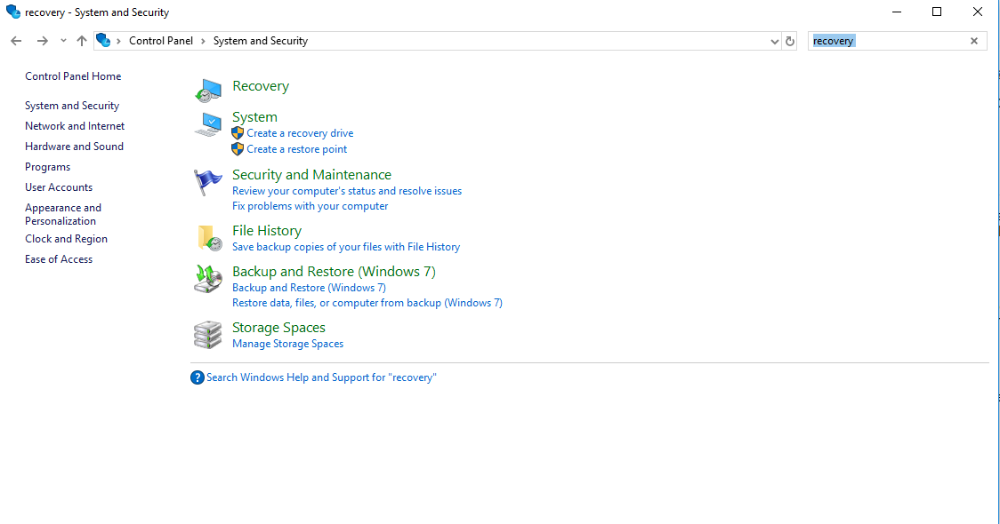 recovery - System and Security
Control Panel
System and Security
recovery
Control Panel Home
System and Security
Network and Internet
Hardware and Sound
Programs
User Accounts
Appearance and
Personalization
Clock and Region
Ease of Access
Recovery
System
Create a recovery drive
Create a restore point
Security and Maintenance
Review your computer's status and resolve issues
Fix problems with your computer
File History
Save backup copies of your files with File History
Backup and Restore (Windows 7)
Backup and Restore (Windows 7)
Restore data, files, or computer from backup (Windows 7)
Storage Spaces
Manage Storage Spaces
Search Windows Help and Support for "recovery"